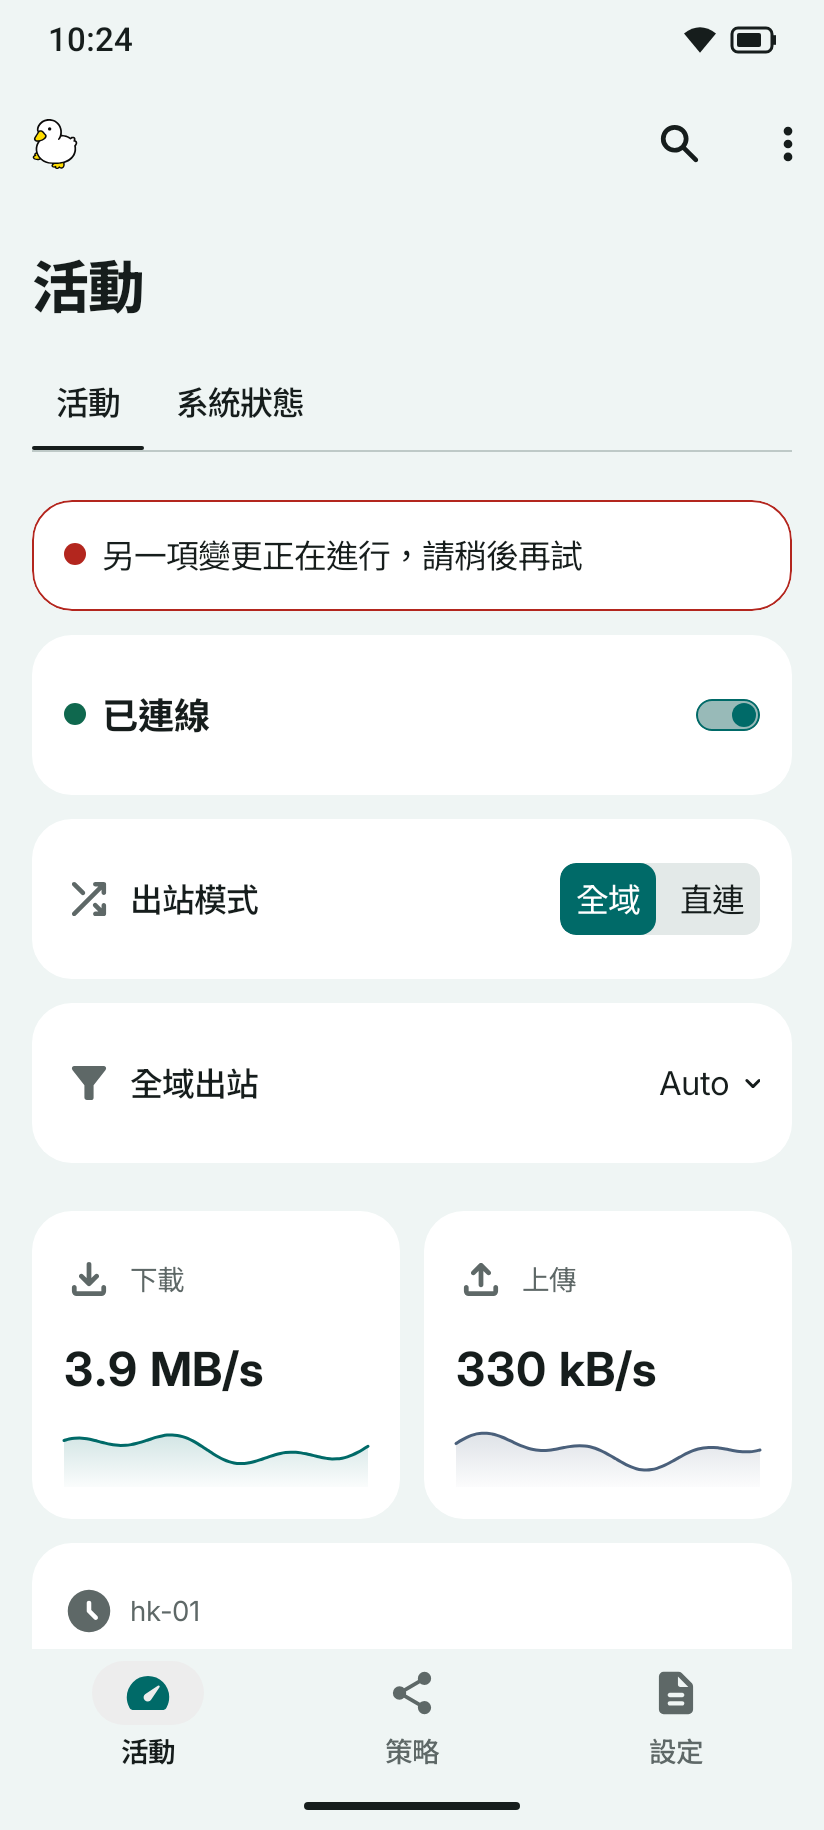 10:24
活動
活動
系統狀態
另一項變更正在進行，請稍後再試
已連線
出站模式
全域
直連
全域出站
Auto
下載
上傳
3.9 MB/s
330 kB/s
hk-01
活動
策略
設定